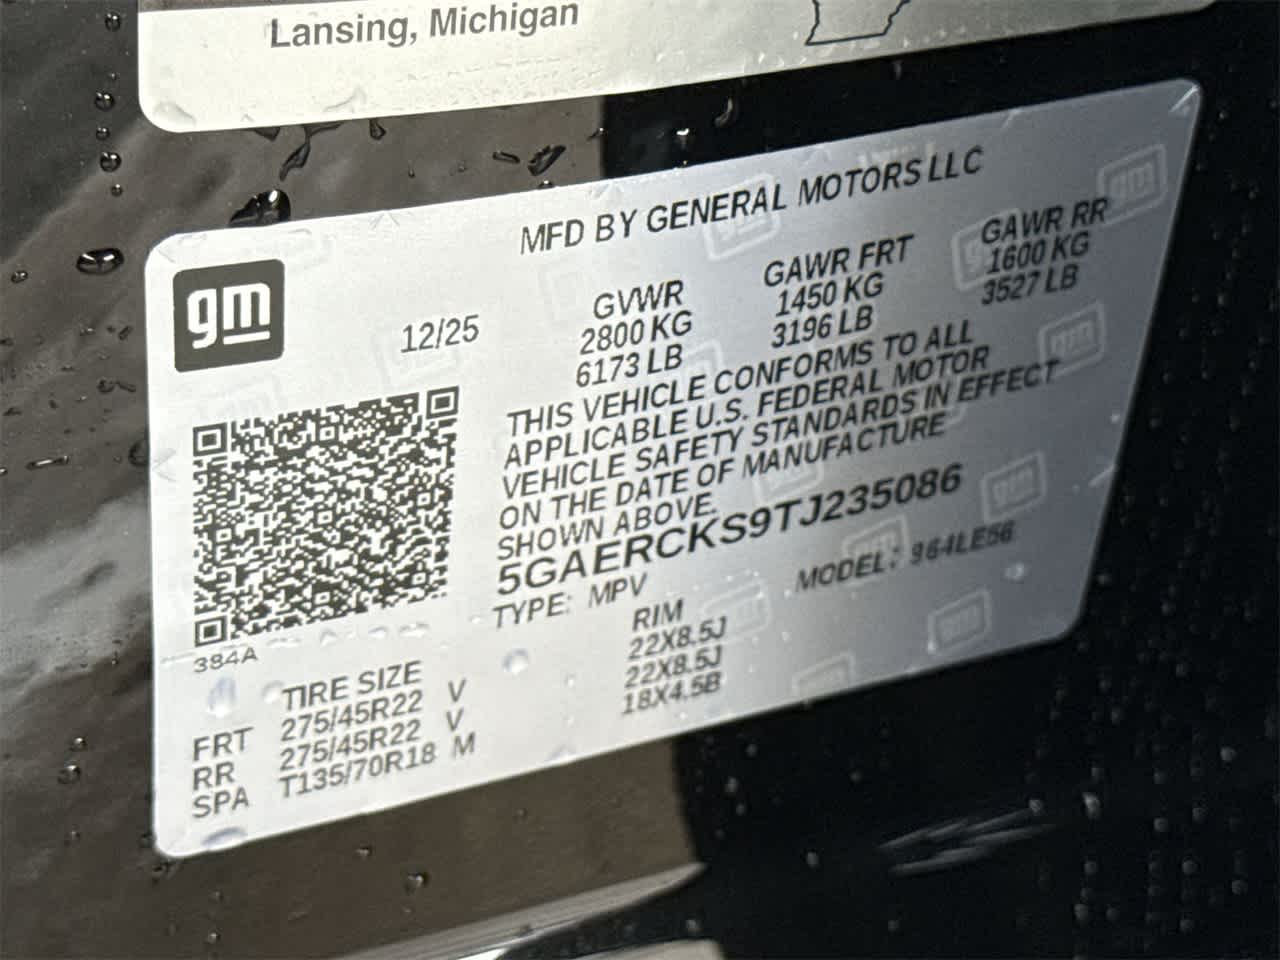 Lansing, Michigan
MFD BY GENERAL MOTORS LLC
gm
12/25
GVWR GAWR FRT GAWR RR
2800 KG 1450 KG 1600 KG
6173 LB 3196 LB 3527 LB
THIS VEHICLE CONFORMS TO ALL
APPLICABLE U.S. FEDERAL MOTOR
VEHICLE SAFETY STANDARDS IN EFFECT
ON THE DATE OF MANUFACTURE
SHOWN ABOVE.
5GAERCKS9TJ235086
TYPE: MPV MODEL: 964LE56
384A
TIRE SIZE RIM
FRT 275/45R22 V 22X8.5J
RR 275/45R22 V 22X8.5J
SPA T135/70R18 M 18X4.5B